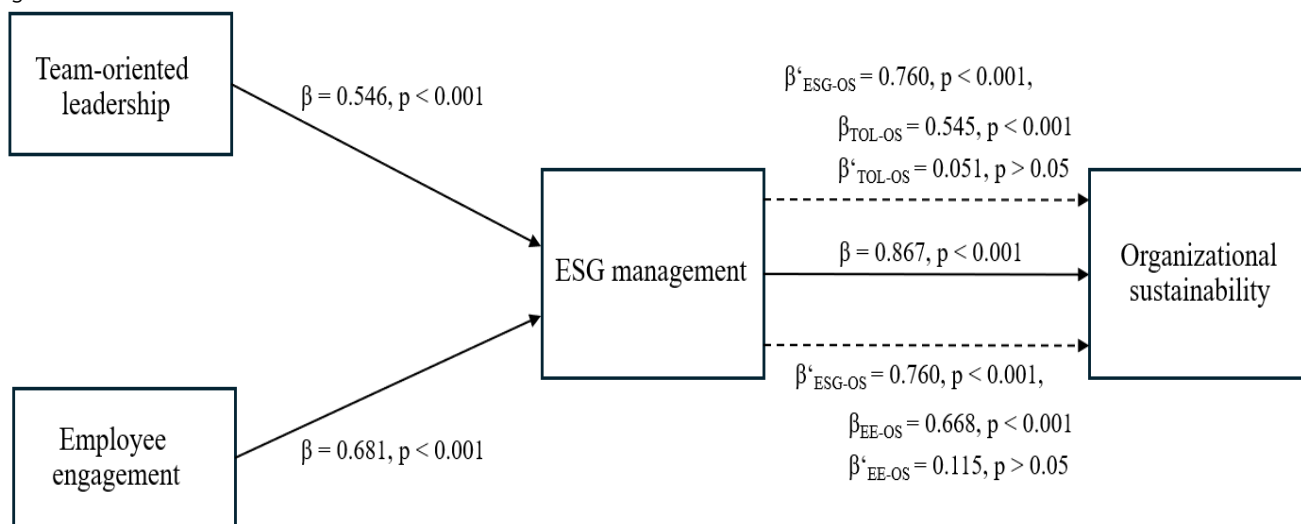 Team-oriented
leadership
β = 0.546, p < 0.001
β‘ESG-OS = 0.760, p < 0.001,
βTOL-OS = 0.545, p < 0.001
β‘TOL-OS = 0.051, p > 0.05
ESG management
β = 0.867, p < 0.001
Organizational
sustainability
β‘ESG-OS = 0.760, p < 0.001,
βEE-OS = 0.668, p < 0.001
β‘EE-OS = 0.115, p > 0.05
Employee
engagement
β = 0.681, p < 0.001